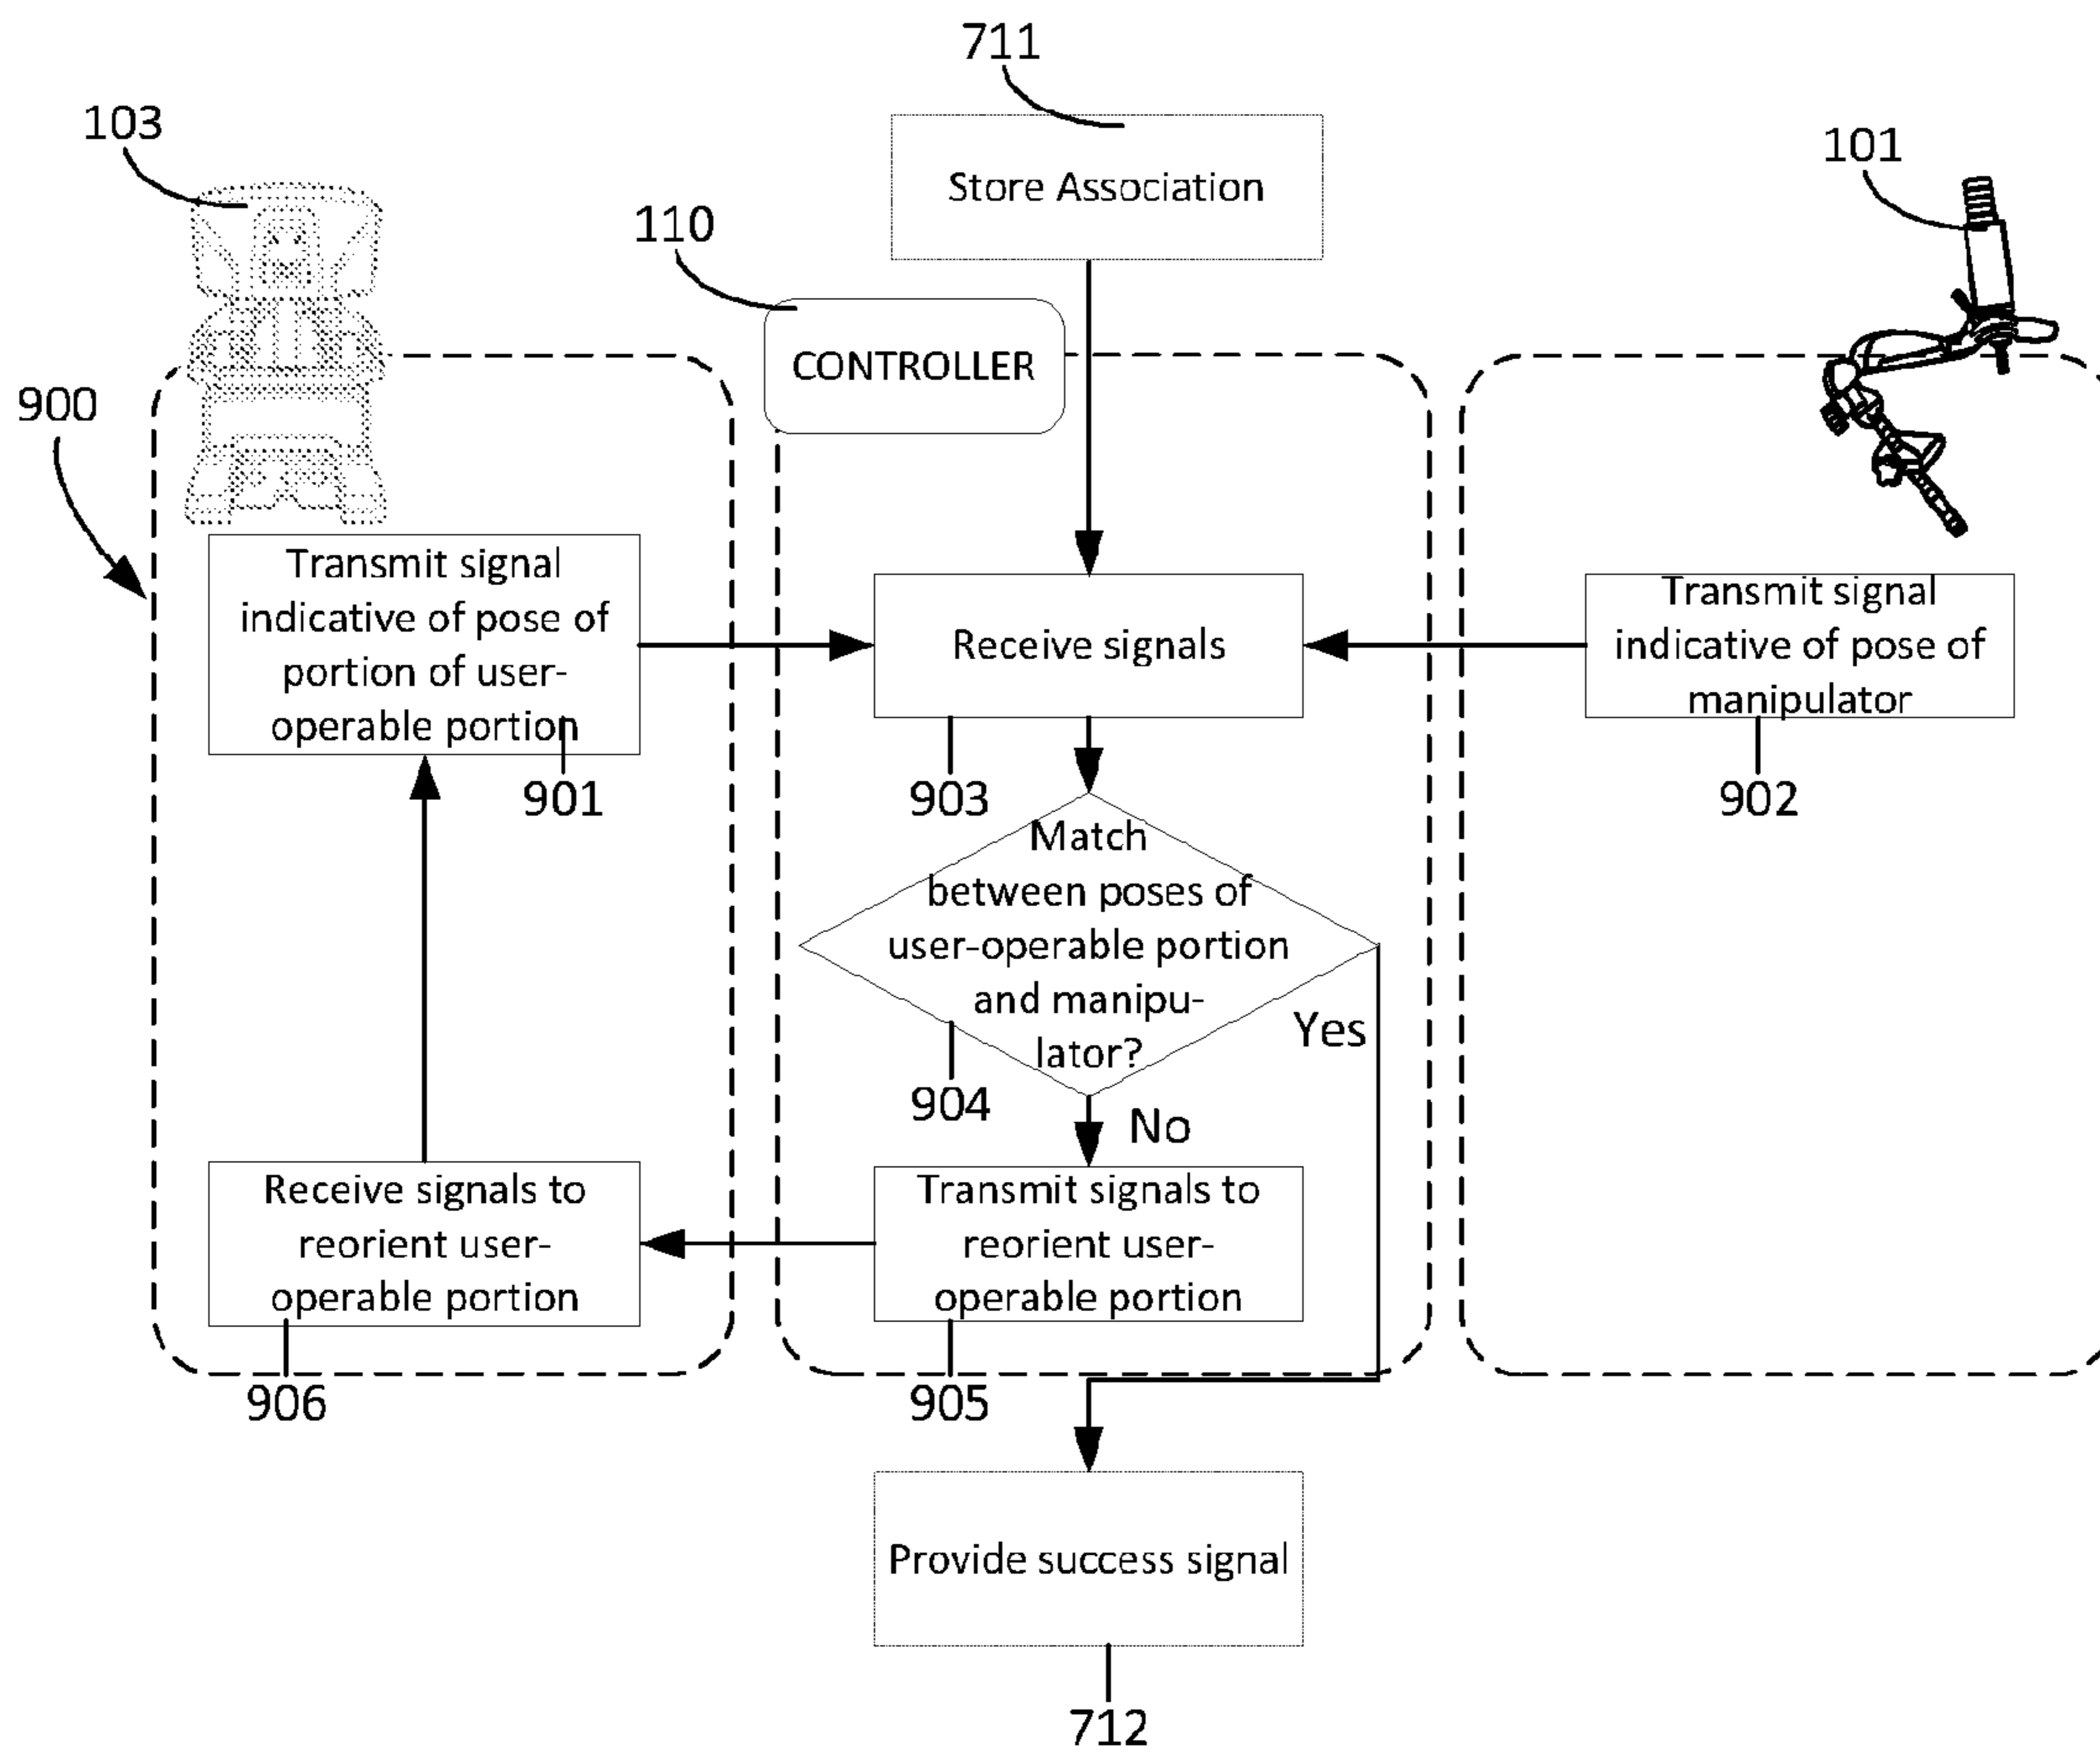 711
103
101
Store Association
110
CONTROLLER
900
Transmit signal
indicative of pose of
portion of user-
operable portion
901
Receive signals
903
Transmit signal
indicative of pose of
manipulator
902
Match
between poses of
user-operable portion
and manipu-
lator?
904
Yes
No
Receive signals to
reorient user-
operable portion
906
Transmit signals to
reorient user-
operable portion
905
Provide success signal
712